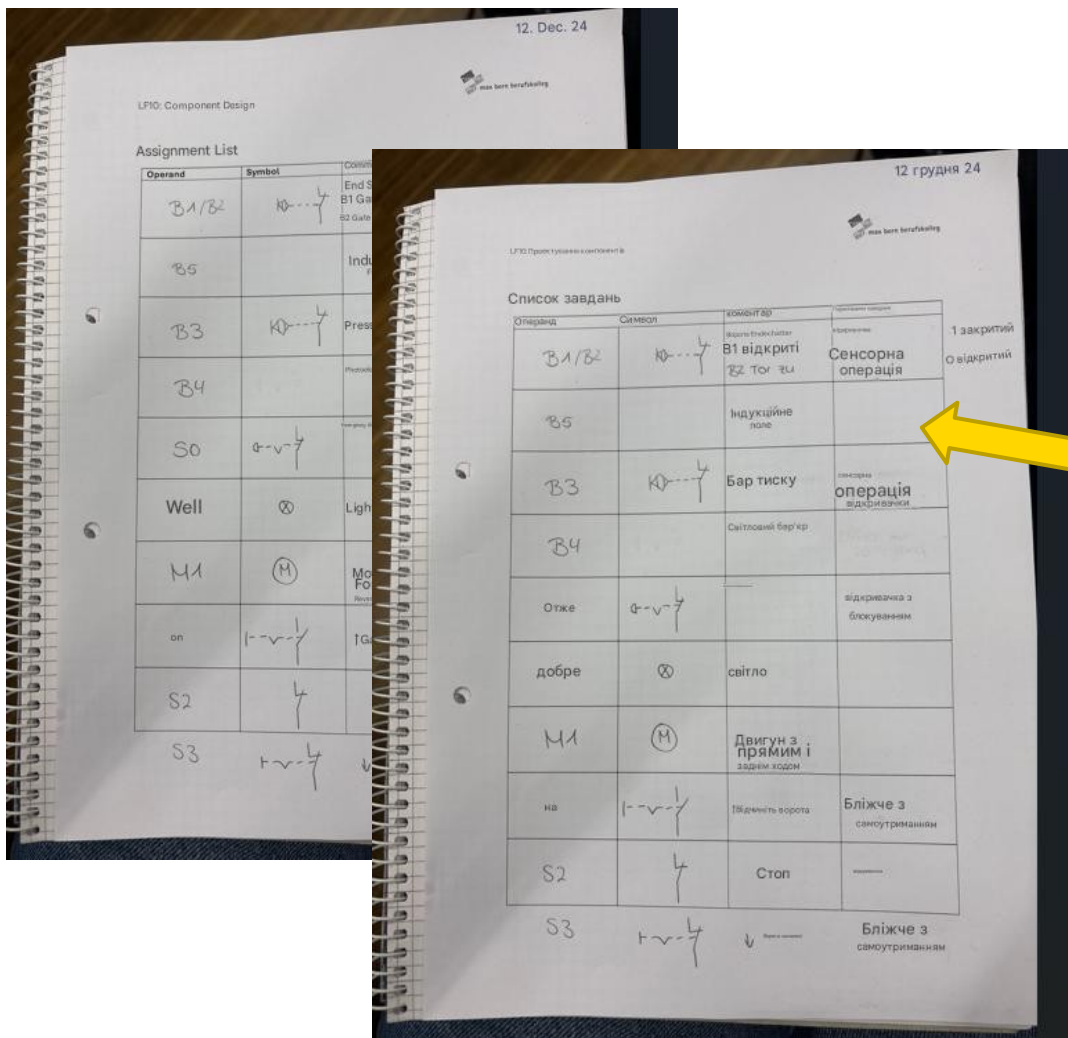 12. Dec. 24
max born berufskolleg
LF10: Component Design
Assignment List
Operand Symbol
B1/B2 End S
B1 Ga
B2 Gate
B5 Indu
B3 Press
B4
S0
Well Ligh
M1 Mo
Fo
on ↑Ga
S2
S3 ↓
12 грудня 24
max born berufskolleg
LF10: Проектування компонентів
Список завдань
Операнд Символ коментар
B1/B2 B1 відкриті Сенсорна 1 закритий
B2 Tor zu операція 0 відкритий
B5 Індукційне
поле
B3 Бар тиску сенсорна
операція
відкривачки
B4 Світловий бар'єр
Отже відкривачка з
блокуванням
добре світло
M1 Двигун з
прямим і
заднім ходом
на ↑Відчиніть ворота Ближче з
самоутриманням
S2 Стоп
S3 ↓ Ближче з
самоутриманням